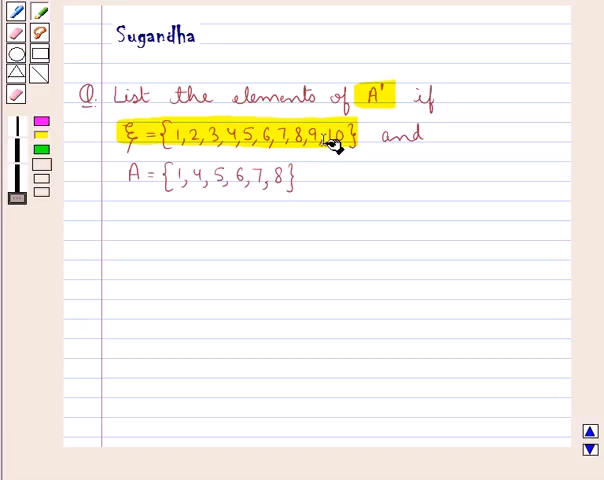 Sugandha
Q. List the elements of A' if
ξ = {1,2,3,4,5,6,7,8,9,10} and
A = {1,4,5,6,7,8}